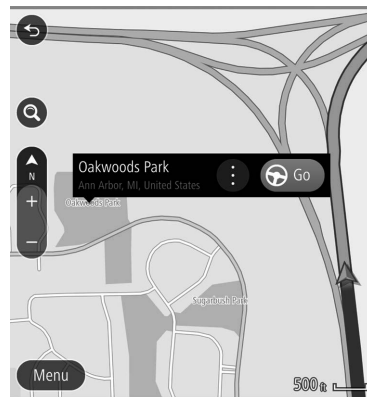 N
Oakwoods Park
Ann Arbor, MI, United States
Go
Oakwoods Park
Sugarbush Park
Menu
500 ft